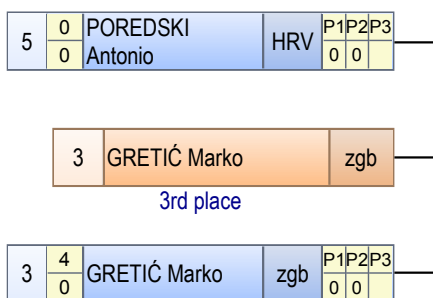 5 0 POREDSKI HRV P1 P2 P3
0 Antonio 0 0
3 GRETIĆ Marko zgb
3rd place
3 4 GRETIĆ Marko zgb P1 P2 P3
0 0 0